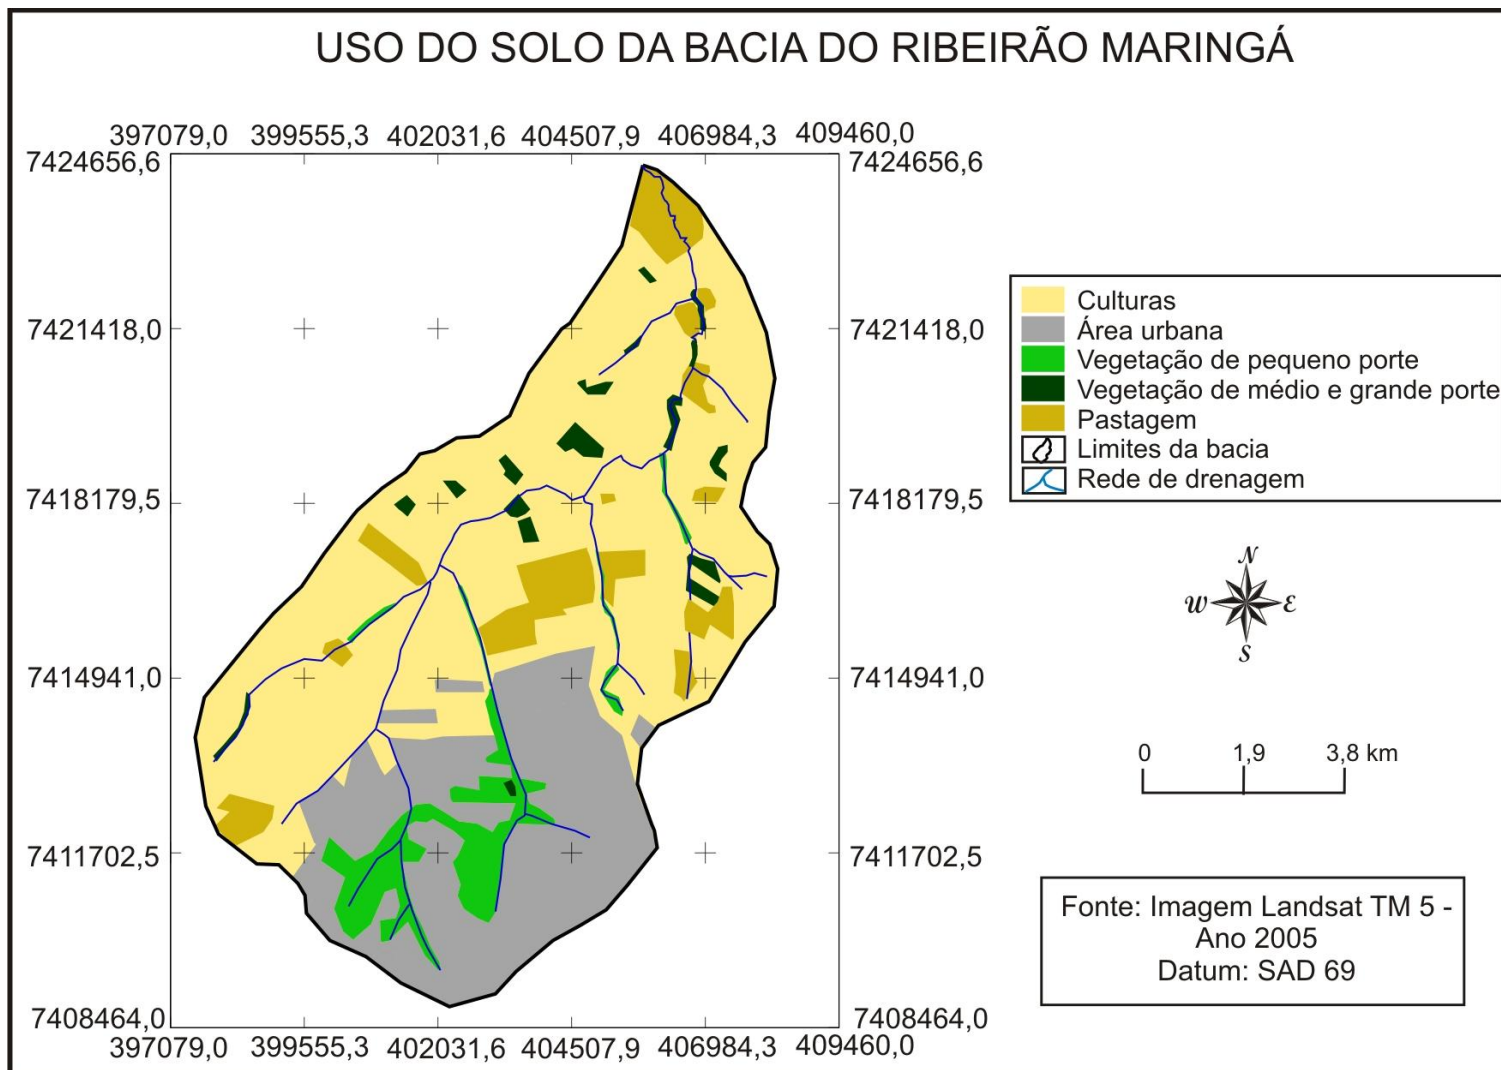 USO DO SOLO DA BACIA DO RIBEIRÃO MARINGÁ
397079,0 399555,3 402031,6 404507,9 406984,3 409460,0
7424656,6 7424656,6
7421418,0 7421418,0
7418179,5 7418179,5
7414941,0 7414941,0
7411702,5 7411702,5
7408464,0 7408464,0
397079,0 399555,3 402031,6 404507,9 406984,3 409460,0
Culturas
Área urbana
Vegetação de pequeno porte
Vegetação de médio e grande porte
Pastagem
Limites da bacia
Rede de drenagem
N
W E
S
0 1,9 3,8 km
Fonte: Imagem Landsat TM 5 -
Ano 2005
Datum: SAD 69